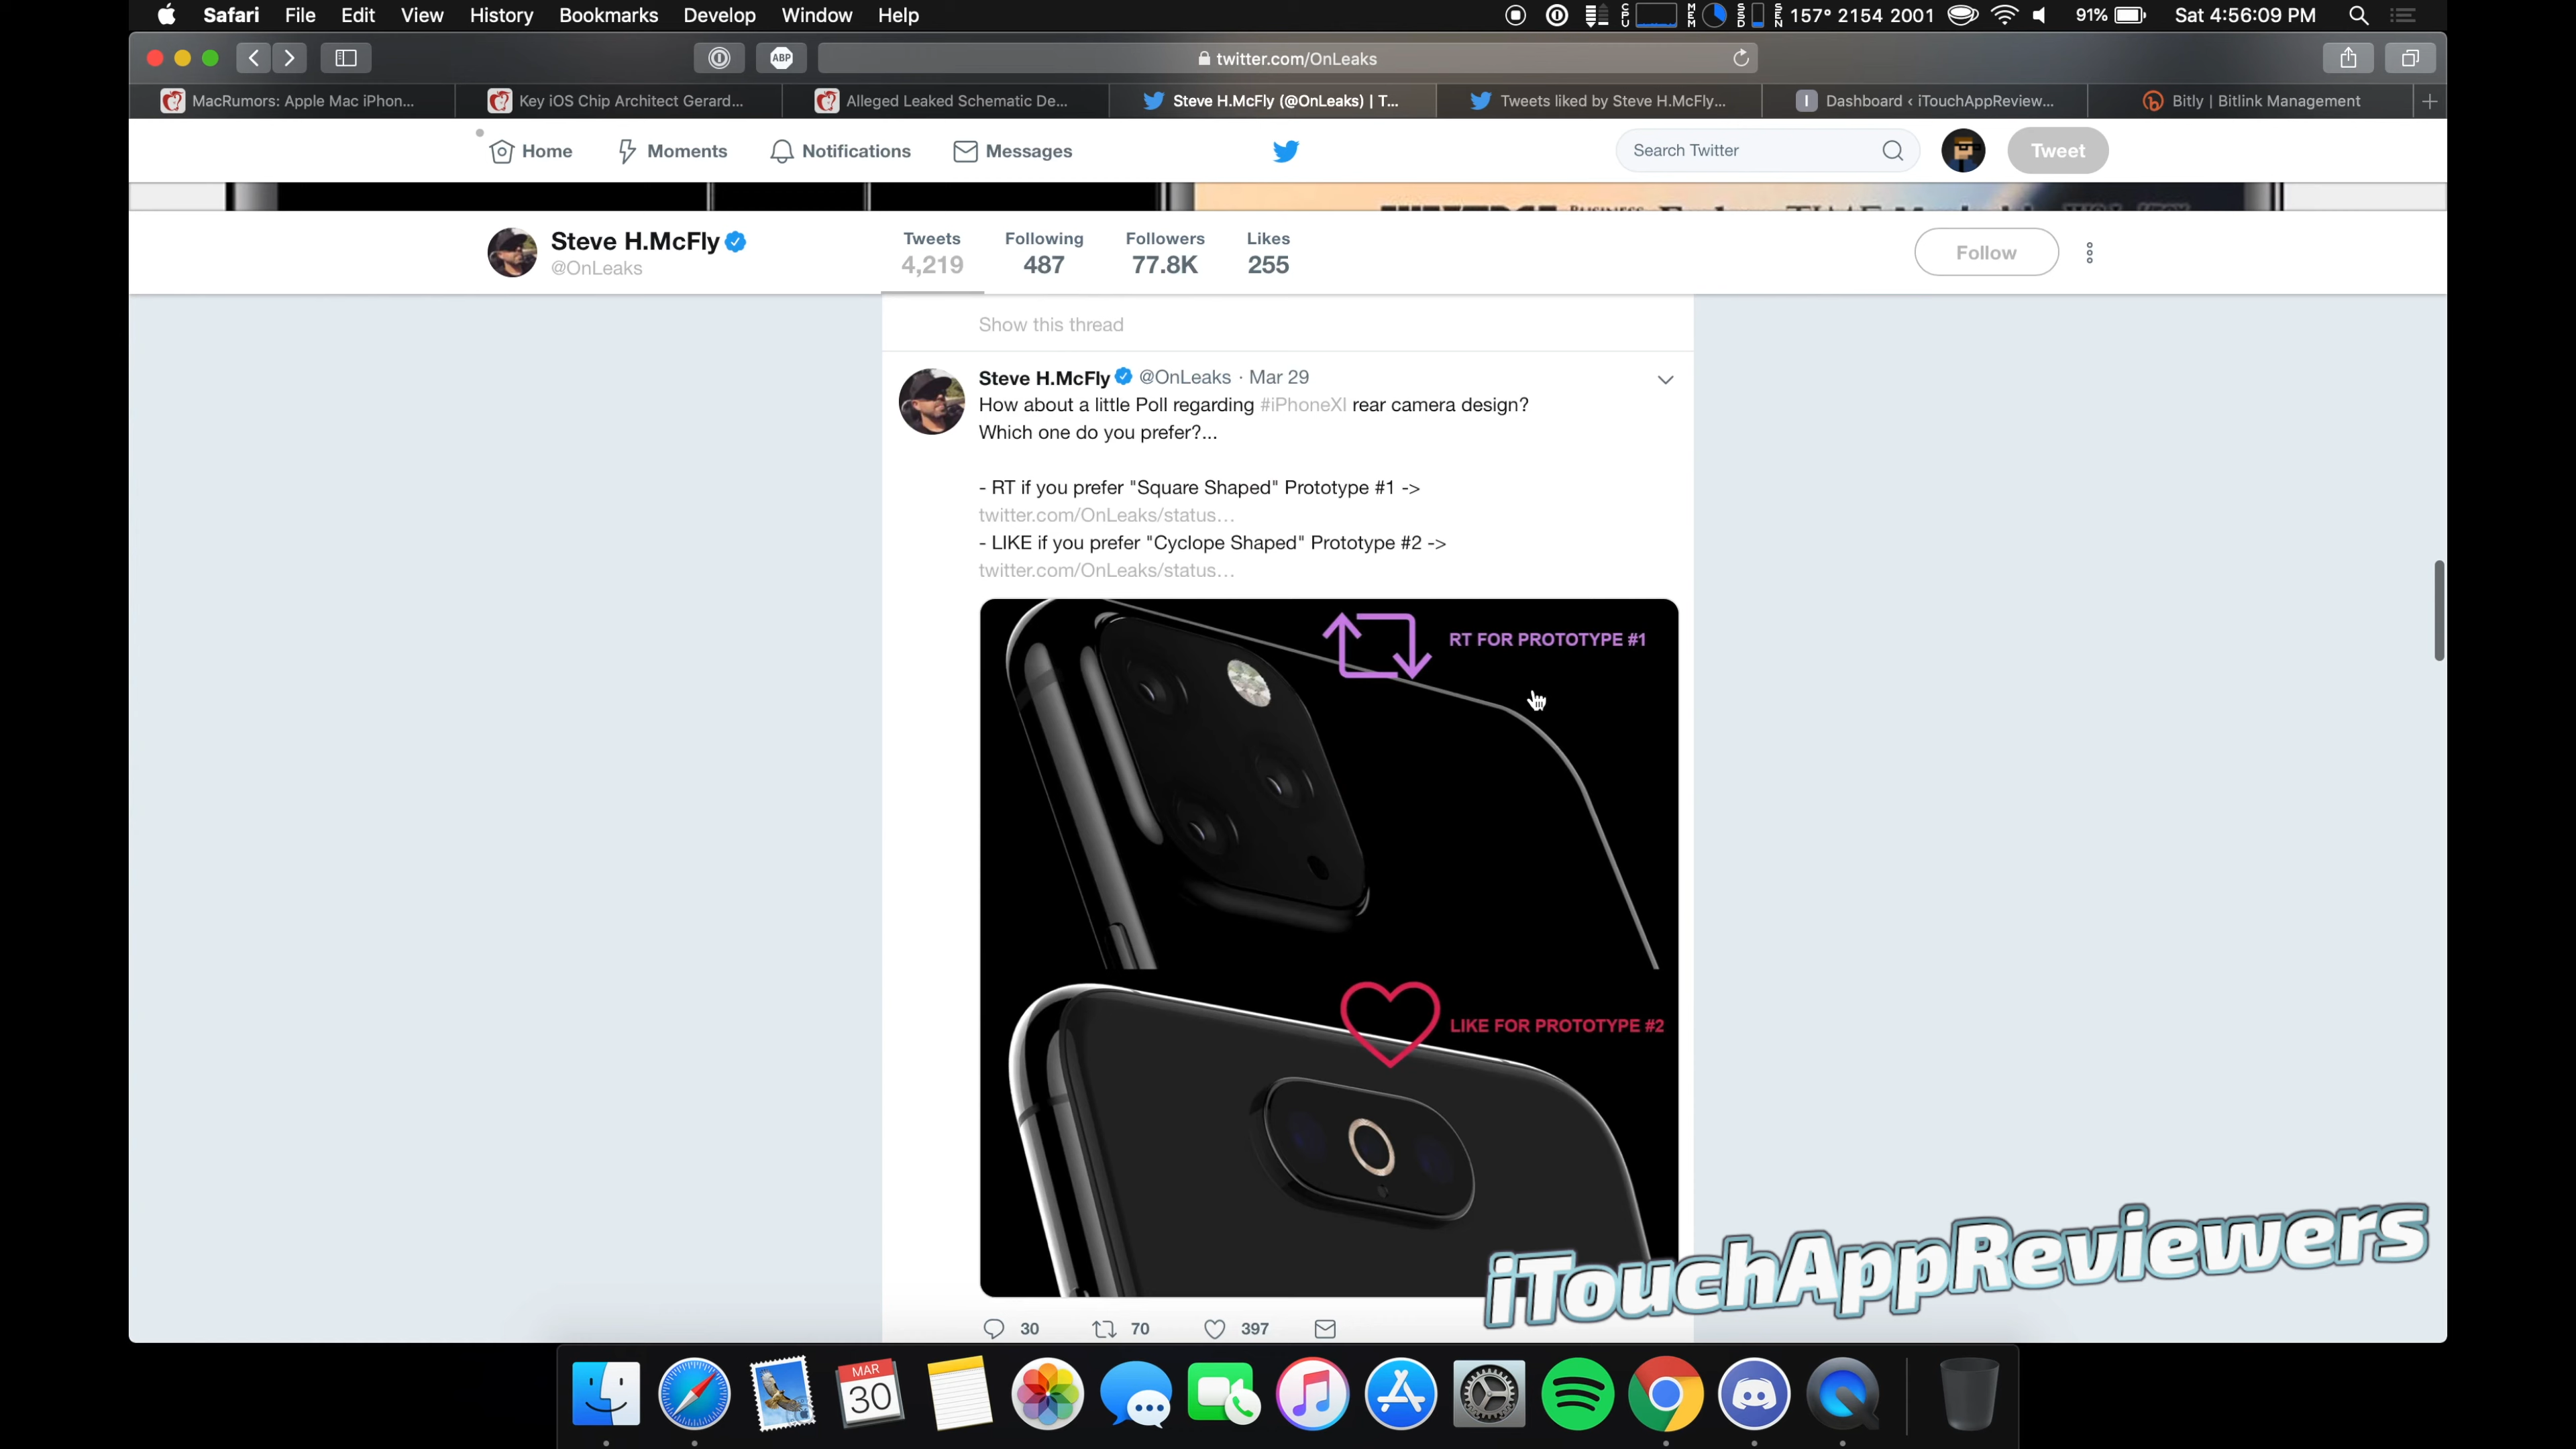 Safari File Edit View History Bookmarks Develop Window Help CPU MEM SSD SEN 157° 2154 2001 91% Sat 4:56:09 PM
ABP twitter.com/OnLeaks
MacRumors: Apple Mac iPhon... Key iOS Chip Architect Gerard... Alleged Leaked Schematic De... Steve H.McFly (@OnLeaks) | T... Tweets liked by Steve H.McFly... I Dashboard ‹ iTouchAppReview... Bitly | Bitlink Management
Home Moments Notifications Messages Search Twitter Tweet
Steve H.McFly Tweets Following Followers Likes
@OnLeaks 4,219 487 77.8K 255 Follow
Show this thread
Steve H.McFly @OnLeaks · Mar 29
How about a little Poll regarding #iPhoneXI rear camera design?
Which one do you prefer?...
- RT if you prefer "Square Shaped" Prototype #1 ->
twitter.com/OnLeaks/status...
- LIKE if you prefer "Cyclope Shaped" Prototype #2 ->
twitter.com/OnLeaks/status...
RT FOR PROTOTYPE #1
LIKE FOR PROTOTYPE #2
iTouchAppReviewers
30 70 397
MAR
30